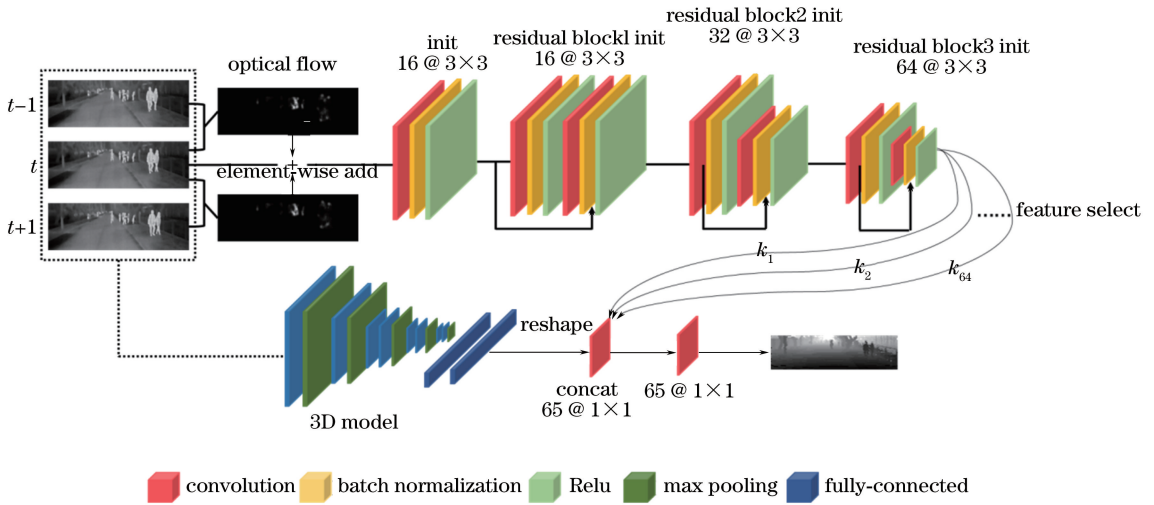 residual block2 init
32 @ 3×3
init
16 @ 3×3
residual blockl init
16 @ 3×3
residual block3 init
64 @ 3×3
optical flow
t−1
t
t+1
element-wise add
feature select
k1
k2
k64
reshape
concat
65 @ 1×1
65 @ 1×1
3D model
convolution
batch normalization
Relu
max pooling
fully-connected